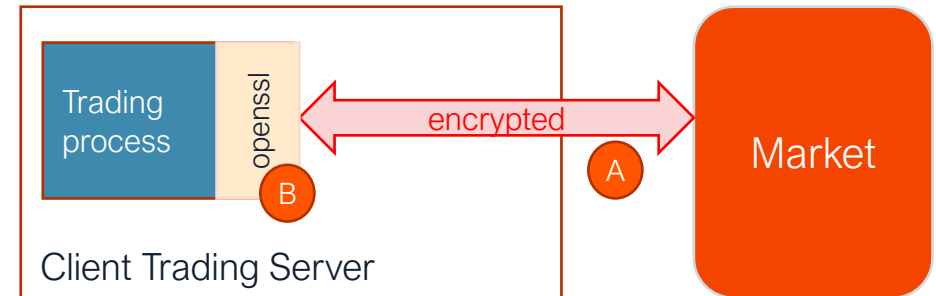 Trading
process
openssl
B
encrypted
A
Market
Client Trading Server